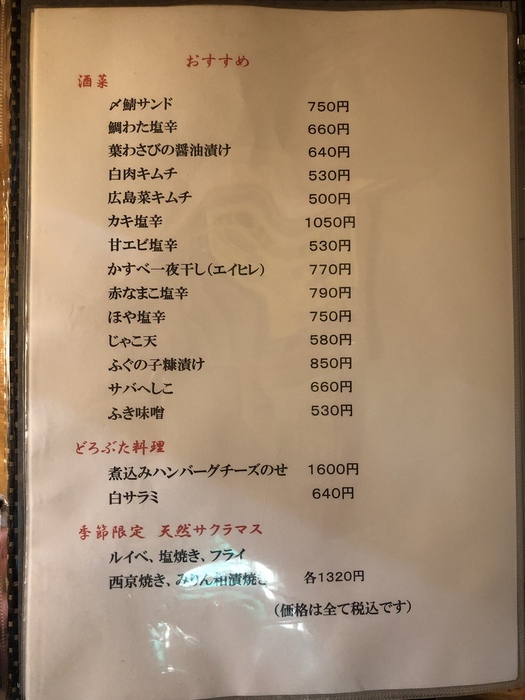 おすすめ
酒菜
〆鯖サンド 750円
鯛わた塩辛 660円
葉わさびの醤油漬け 640円
白肉キムチ 530円
広島菜キムチ 500円
カキ塩辛 1050円
甘エビ塩辛 530円
かすべ一夜干し(エイヒレ) 770円
赤なまこ塩辛 790円
ほや塩辛 750円
じゃこ天 580円
ふぐの子糠漬け 850円
サバへしこ 660円
ふき味噌 530円
どろぶた料理
煮込みハンバーグチーズのせ 1600円
白サラミ 640円
季節限定 天然サクラマス
ルイベ、塩焼き、フライ
西京焼き、みりん粕漬焼き 各1320円
(価格は全て税込です)